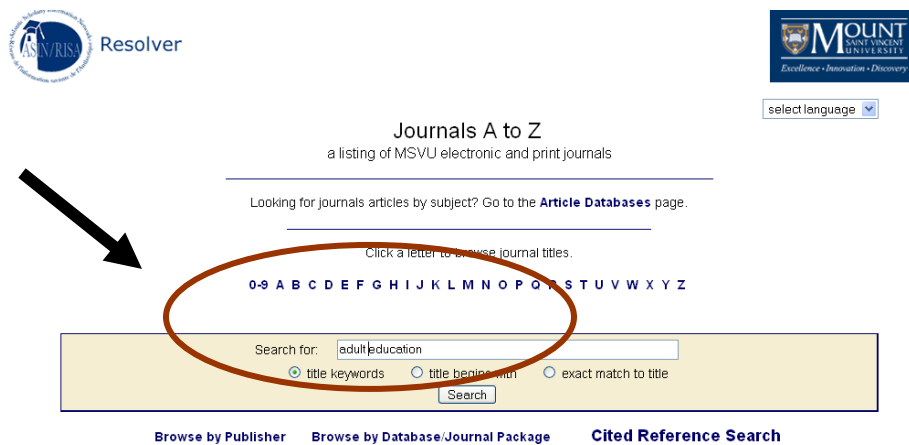 ASIN/RISA
Resolver
MOUNT
SAINT VINCENT
UNIVERSITY
Excellence • Innovation • Discovery
select language
Journals A to Z
a listing of MSVU electronic and print journals
Looking for journals articles by subject? Go to the Article Databases page.
Click a letter to browse journal titles.
0-9 A B C D E F G H I J K L M N O P Q R S T U V W X Y Z
Search for: adult education
title keywords title begins with exact match to title
Search
Browse by Publisher Browse by Database/Journal Package Cited Reference Search